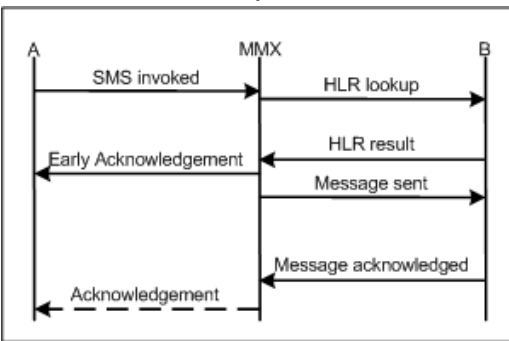 A MMX B
SMS invoked
HLR lookup
HLR result
Early Acknowledgement
Message sent
Message acknowledged
Acknowledgement